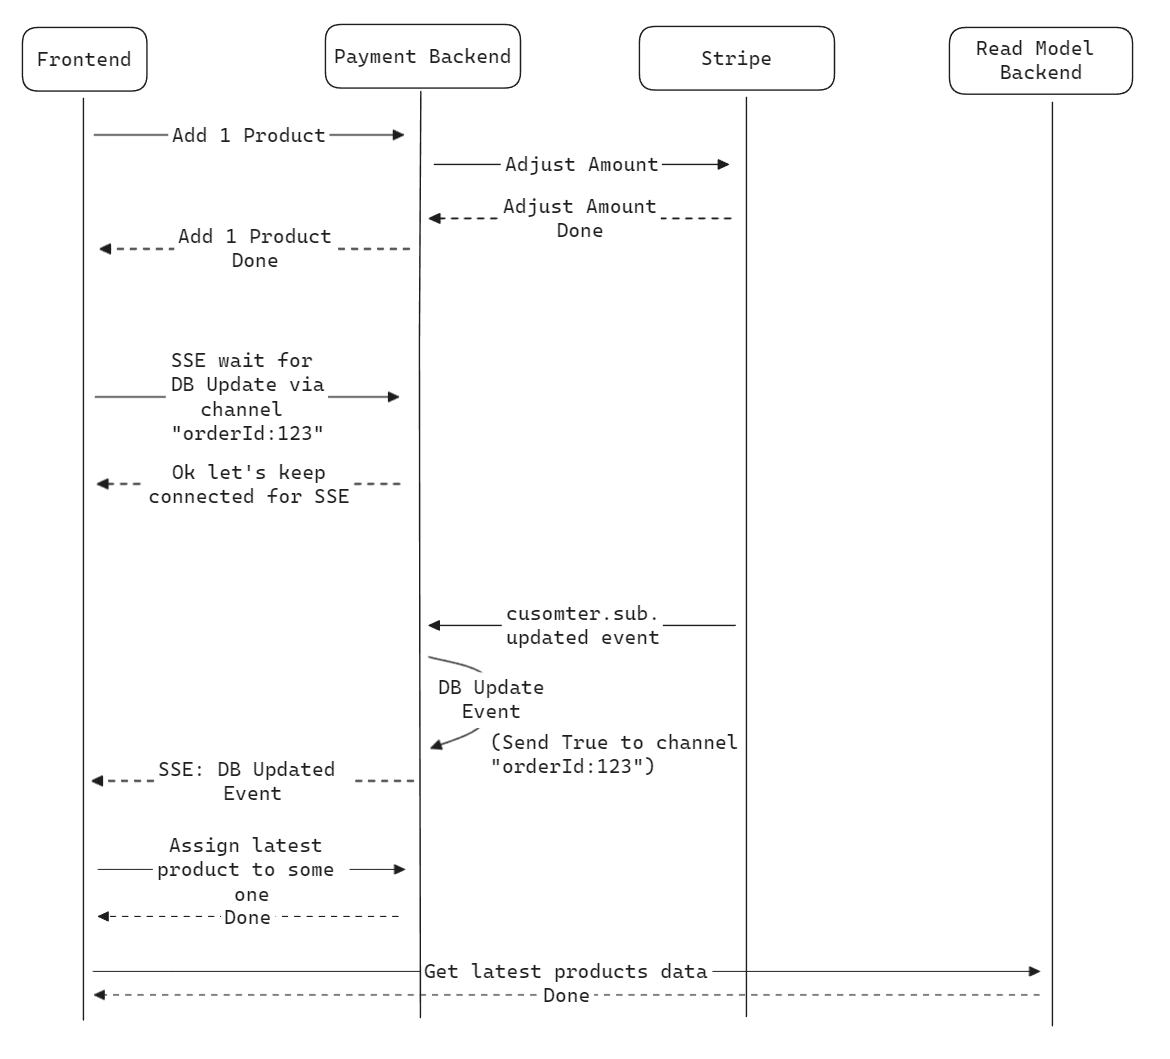 Frontend
Payment Backend
Stripe
Read Model
Backend
Add 1 Product
Adjust Amount
Adjust Amount
Done
Add 1 Product
Done
SSE wait for
DB Update via
channel
"orderId:123"
Ok let's keep
connected for SSE
cusomter.sub.
updated event
DB Update
Event
(Send True to channel
"orderId:123")
SSE: DB Updated
Event
Assign latest
product to some
one
Done
Get latest products data
Done